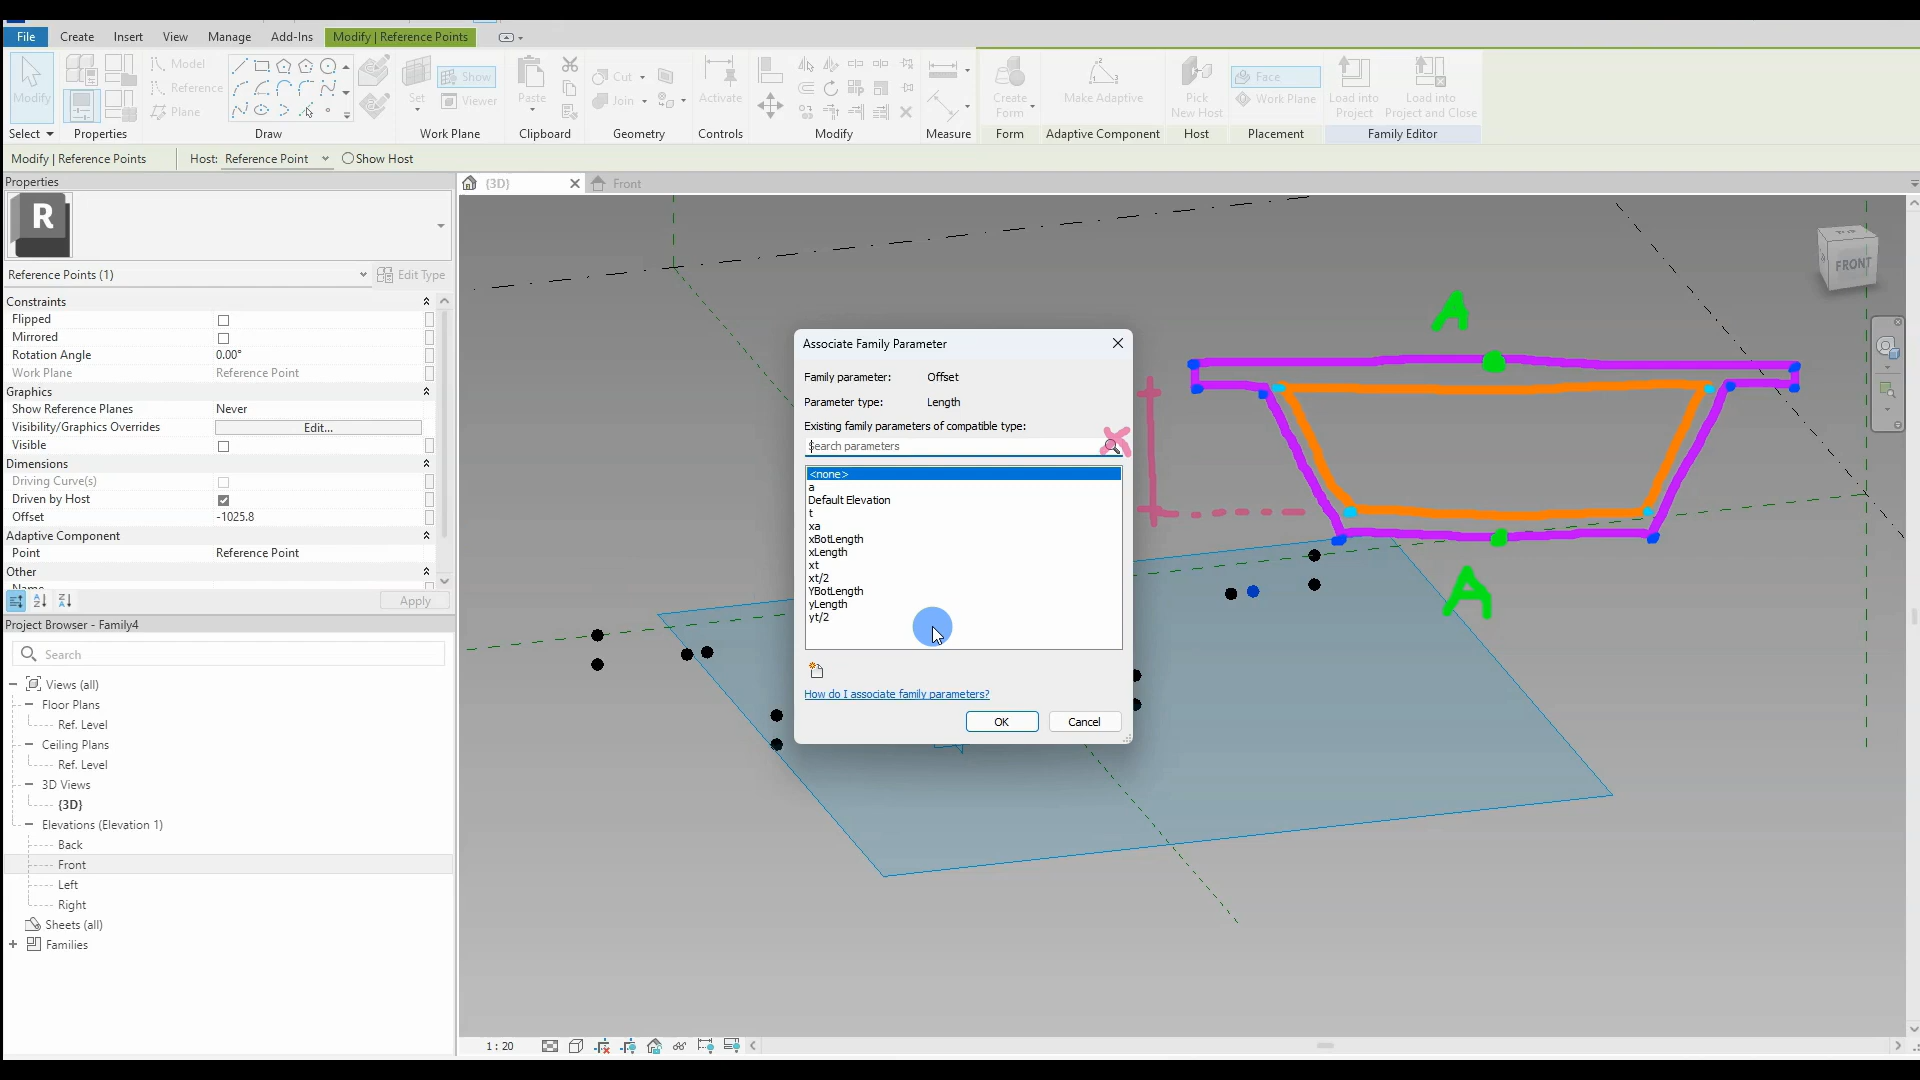 File Create Insert View Manage Add-Ins Modify | Reference Points
Modify
Model
Reference
Plane
Set
Show
Viewer
Paste
Cut
Join
Activate
Create
Form
Make Adaptive
Pick
New Host
Face
Work Plane
Load into
Project
Load into
Project and Close
Select Properties Draw Work Plane Clipboard Geometry Controls Modify Measure Form Adaptive Component Host Placement Family Editor
Modify | Reference Points Host: Reference Point Show Host
Properties
{3D} Front
R
Reference Points (1) Edit Type
Constraints
Flipped
Mirrored
Rotation Angle 0.00°
Work Plane Reference Point
Graphics
Show Reference Planes Never
Visibility/Graphics Overrides Edit...
Visible
Dimensions
Driving Curve(s)
Driven by Host
Offset -1025.8
Adaptive Component
Point Reference Point
Other
Apply
Project Browser - Family4
Search
Views (all)
Floor Plans
Ref. Level
Ceiling Plans
Ref. Level
3D Views
{3D}
Elevations (Elevation 1)
Back
Front
Left
Right
Sheets (all)
Families
Associate Family Parameter
Family parameter: Offset
Parameter type: Length
Existing family parameters of compatible type:
Search parameters
<none>
a
Default Elevation
t
xa
xBotLength
xLength
xt
xt/2
YBotLength
yLength
yt/2
How do I associate family parameters?
OK Cancel
A
A
X
FRONT
1 : 20